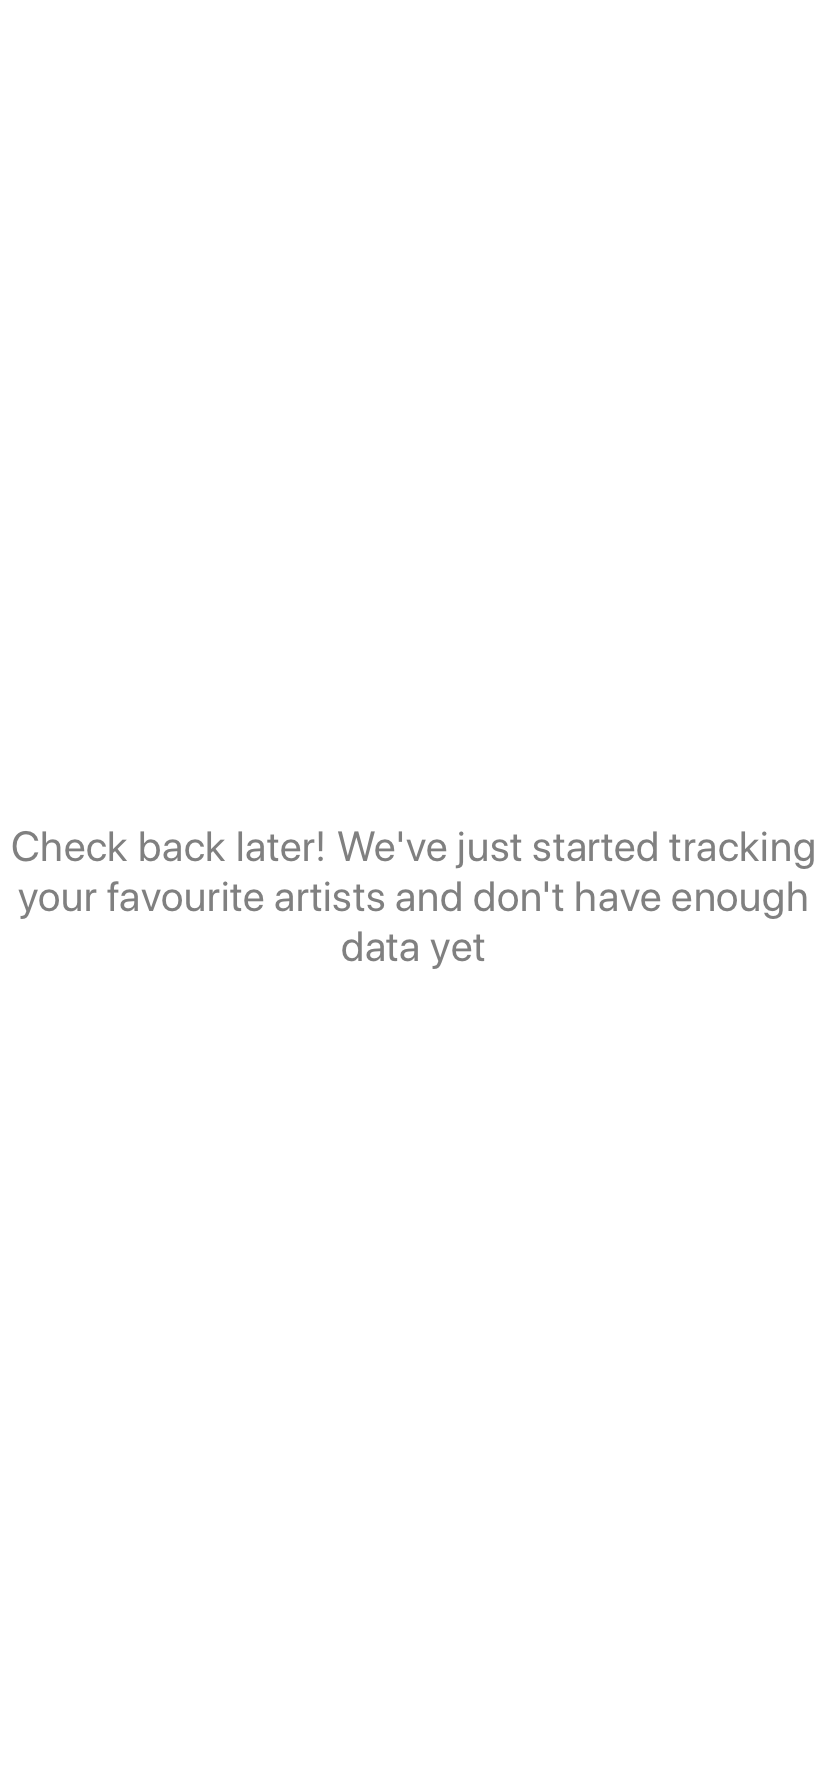 Check back later! We've just started tracking
your favourite artists and don't have enough
data yet